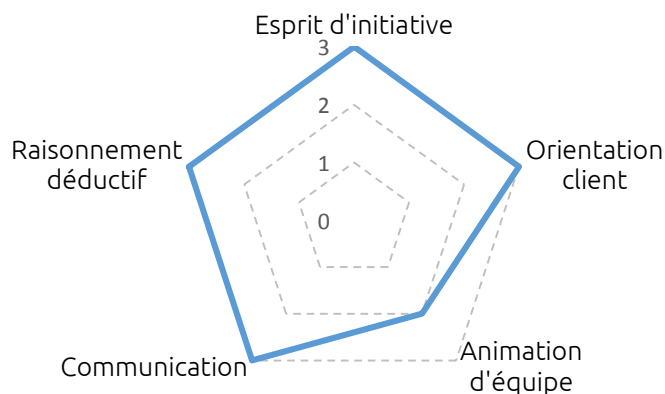 Esprit d'initiative
3
2
1
0
Orientation
client
Animation
d'équipe
Communication
Raisonnement
déductif